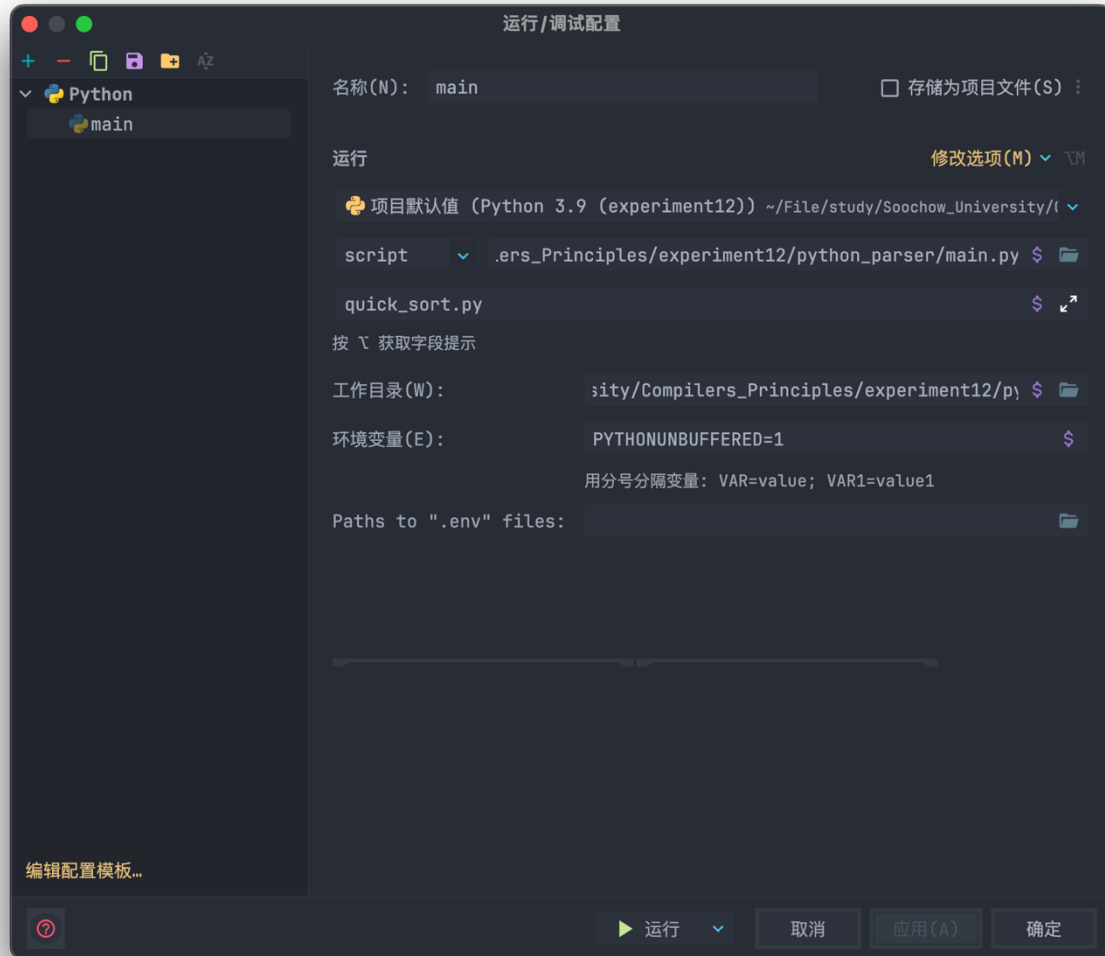 运行/调试配置
Python
main
编辑配置模板…
名称(N): main 存储为项目文件(S)
运行 修改选项(M) ⌥M
项目默认值 (Python 3.9 (experiment12)) ~/File/study/Soochow_University/
script .ers_Principles/experiment12/python_parser/main.py
quick_sort.py
按 ⌥ 获取字段提示
工作目录(W): sity/Compilers_Principles/experiment12/py
环境变量(E): PYTHONUNBUFFERED=1
用分号分隔变量: VAR=value; VAR1=value1
Paths to ".env" files:
运行 取消 应用(A) 确定